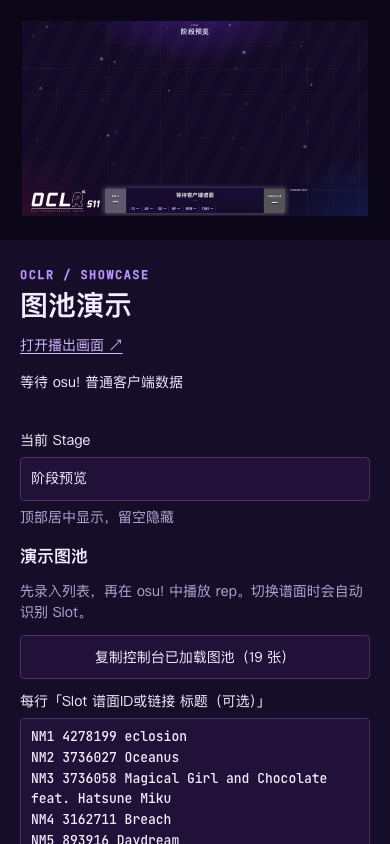 阶段预览
OCLR S11
等待客户端谱面
OCLR / SHOWCASE
图池演示
打开播出画面 ↗
等待 osu! 普通客户端数据
当前 Stage
阶段预览
顶部居中显示，留空隐藏
演示图池
先录入列表，再在 osu! 中播放 rep。切换谱面时会自动
识别 Slot。
复制控制台已加载图池（19 张）
每行「Slot 谱面ID或链接 标题（可选）」
NM1 4278199 eclosion
NM2 3736027 Oceanus
NM3 3736058 Magical Girl and Chocolate
feat. Hatsune Miku
NM4 3162711 Breach
NM5 893916 Daydream